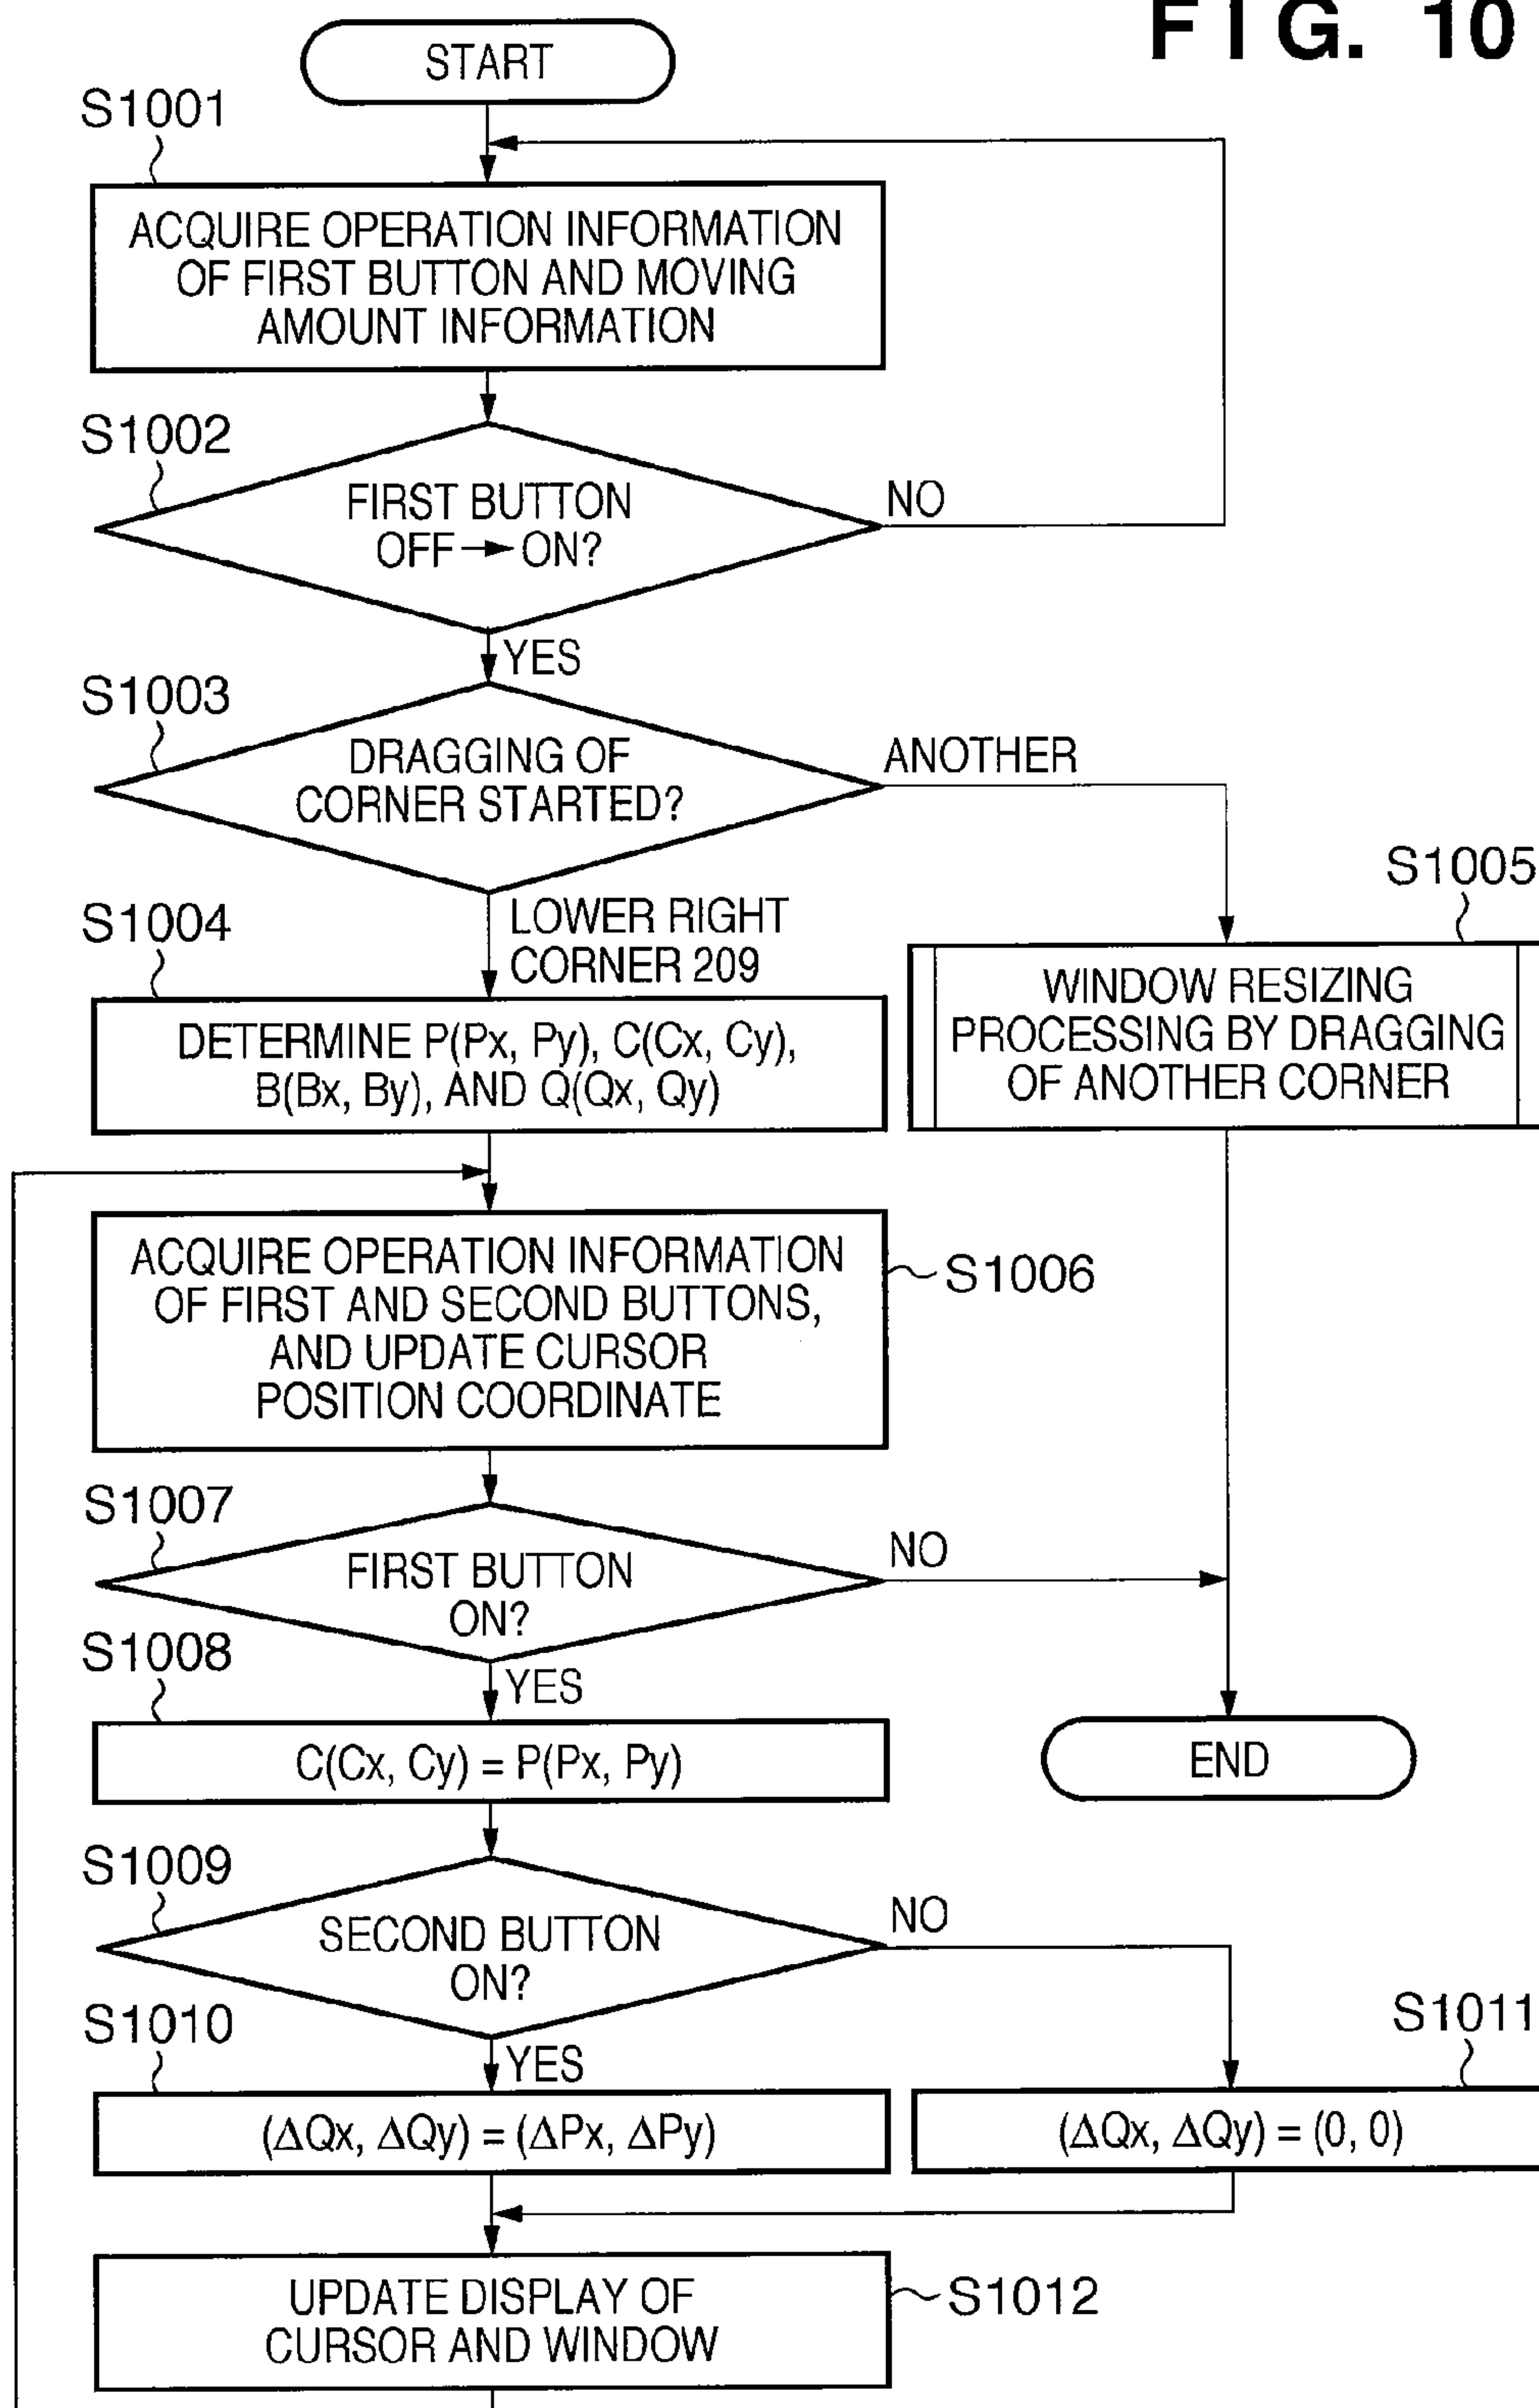 FIG. 10
START
S1001
ACQUIRE OPERATION INFORMATION
OF FIRST BUTTON AND MOVING
AMOUNT INFORMATION
S1002
FIRST BUTTON
OFF → ON?
NO
YES
S1003
DRAGGING OF
CORNER STARTED?
ANOTHER
LOWER RIGHT
CORNER 209
S1004
DETERMINE P(Px, Py), C(Cx, Cy),
B(Bx, By), AND Q(Qx, Qy)
S1005
WINDOW RESIZING
PROCESSING BY DRAGGING
OF ANOTHER CORNER
ACQUIRE OPERATION INFORMATION
OF FIRST AND SECOND BUTTONS,
AND UPDATE CURSOR
POSITION COORDINATE
S1006
S1007
FIRST BUTTON
ON?
NO
YES
S1008
C(Cx, Cy) = P(Px, Py)
END
S1009
SECOND BUTTON
ON?
NO
YES
S1010
(ΔQx, ΔQy) = (ΔPx, ΔPy)
S1011
(ΔQx, ΔQy) = (0, 0)
UPDATE DISPLAY OF
CURSOR AND WINDOW
S1012